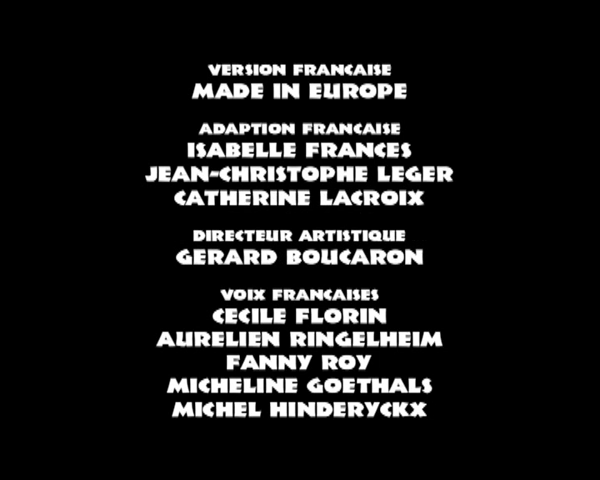 VERSION FRANCAISE
MADE IN EUROPE
ADAPTION FRANCAISE
ISABELLE FRANCES
JEAN-CHRISTOPHE LEGER
CATHERINE LACROIX
DIRECTEUR ARTISTIQUE
GERARD BOUCARON
VOIX FRANCAISES
CECILE FLORIN
AURELIEN RINGELHEIM
FANNY ROY
MICHELINE GOETHALS
MICHEL HINDERYCKX